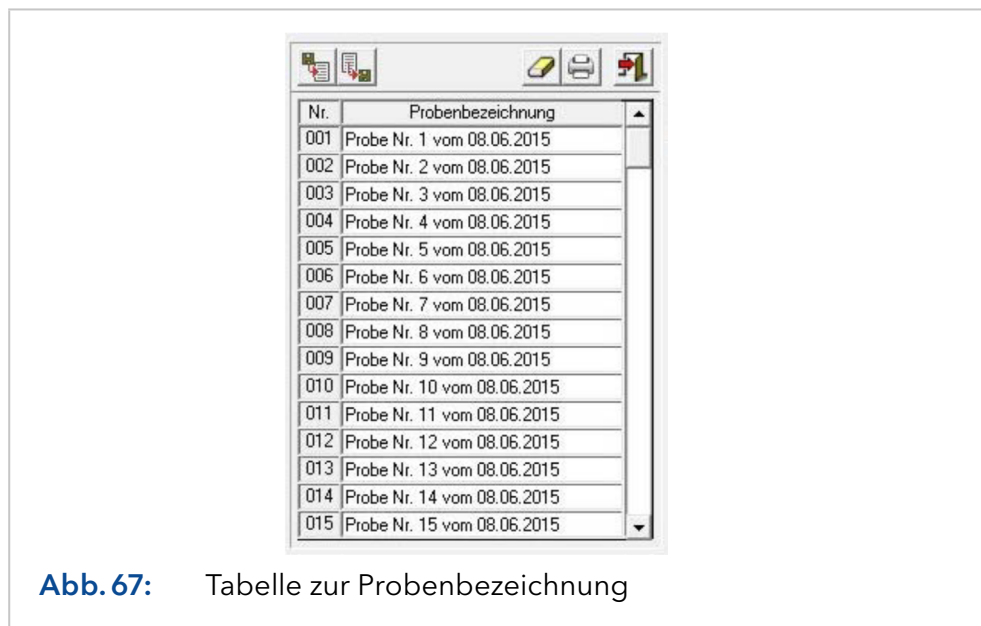 Nr. Probenbezeichnung
001 Probe Nr. 1 vom 08.06.2015
002 Probe Nr. 2 vom 08.06.2015
003 Probe Nr. 3 vom 08.06.2015
004 Probe Nr. 4 vom 08.06.2015
005 Probe Nr. 5 vom 08.06.2015
006 Probe Nr. 6 vom 08.06.2015
007 Probe Nr. 7 vom 08.06.2015
008 Probe Nr. 8 vom 08.06.2015
009 Probe Nr. 9 vom 08.06.2015
010 Probe Nr. 10 vom 08.06.2015
011 Probe Nr. 11 vom 08.06.2015
012 Probe Nr. 12 vom 08.06.2015
013 Probe Nr. 13 vom 08.06.2015
014 Probe Nr. 14 vom 08.06.2015
015 Probe Nr. 15 vom 08.06.2015
Abb. 67: Tabelle zur Probenbezeichnung